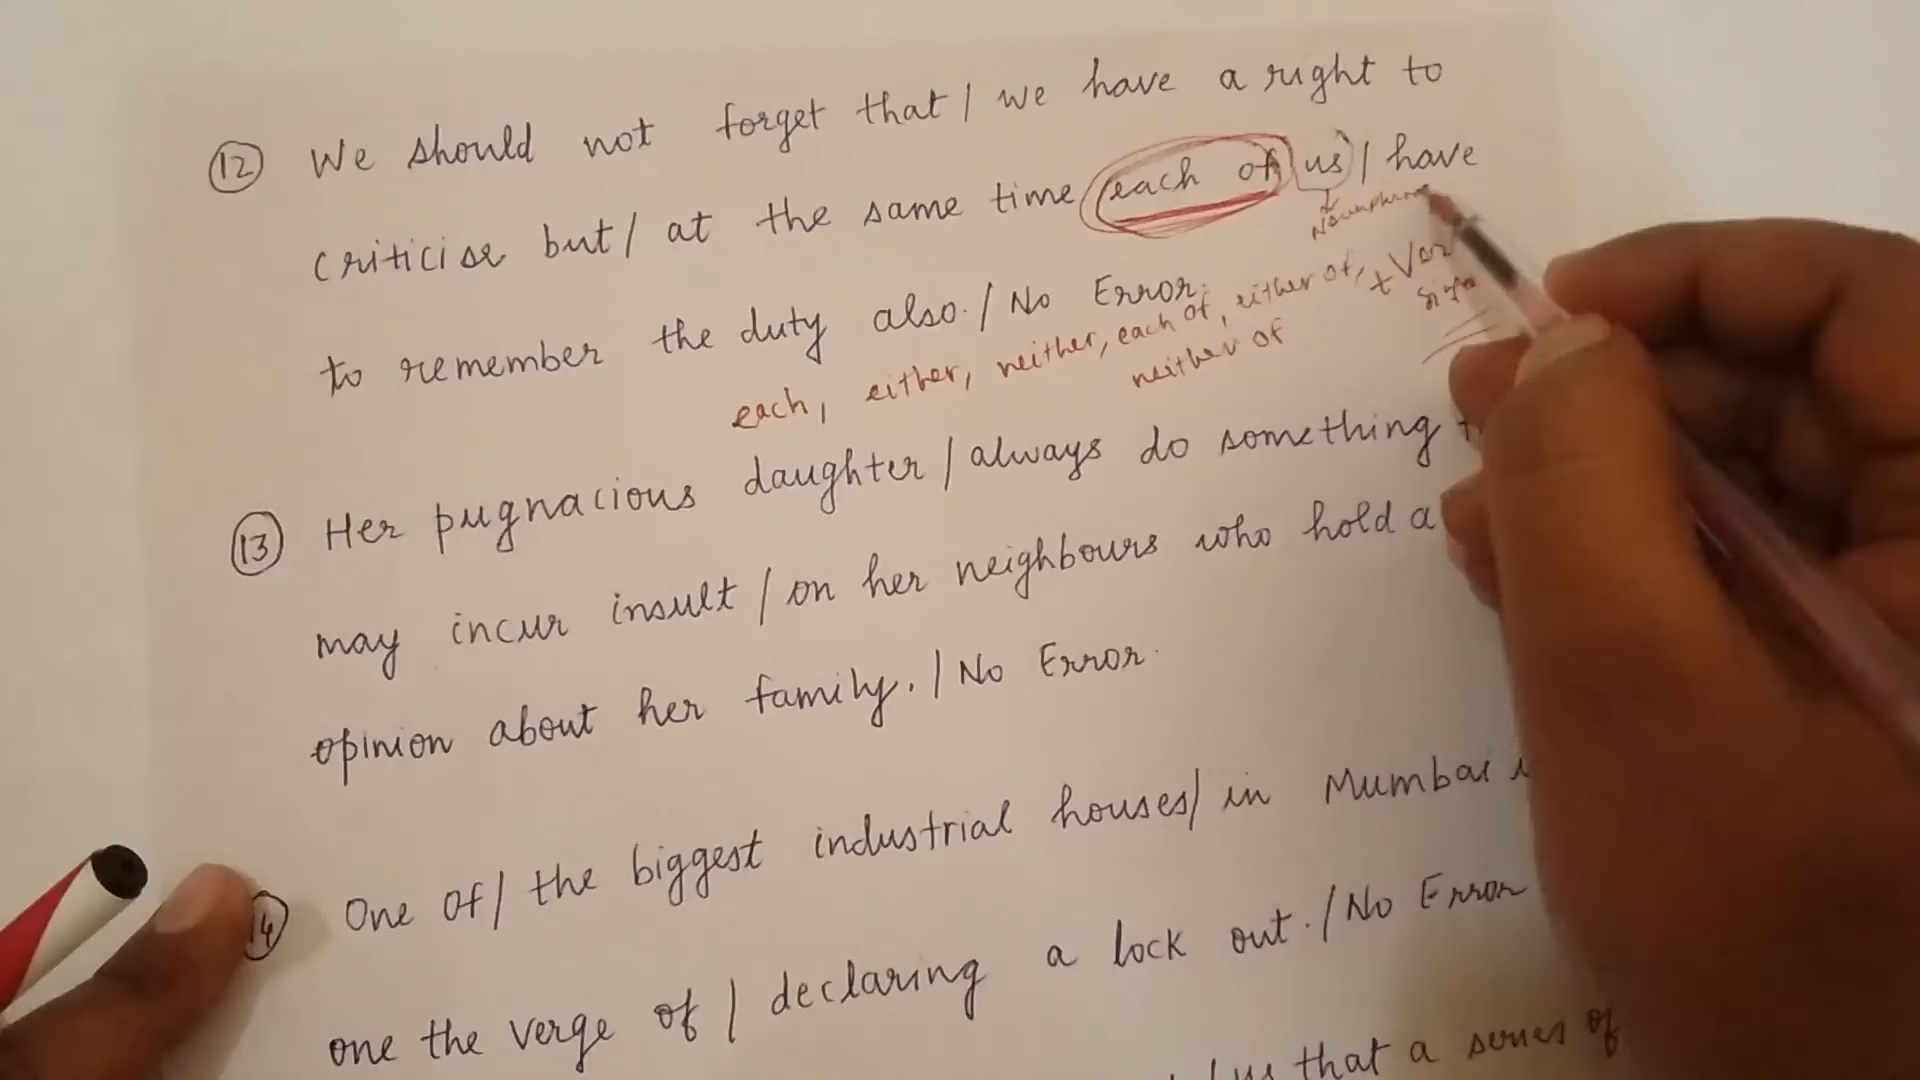 12 We should not forget that / we have a right to
criticise but / at the same time each of us / have
Noun
to remember the duty also. / No Error.
each, either, neither, each of, either of, +
neither of
13 Her pugnacious daughter / always do something
may incur insult / on her neighbours who hold a
opinion about her family. / No Error.
14 One of / the biggest industrial houses / in Mumbai
one the verge of / declaring a lock out. / No Error
us that a series of